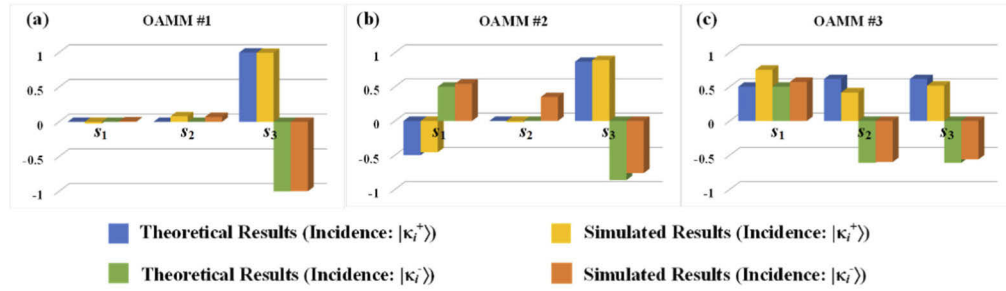 (a) OAMM #1 (b) OAMM #2 (c) OAMM #3
1 1 1
0.5 0.5 0.5
0 s₁ s₂ s₃ 0 s₁ s₂ s₃ 0 s₁ s₂ s₃
-0.5 -0.5 -0.5
-1 -1 -1
Theoretical Results (Incidence: |κᵢ⁺⟩) Simulated Results (Incidence: |κᵢ⁺⟩)
Theoretical Results (Incidence: |κᵢ⁻⟩) Simulated Results (Incidence: |κᵢ⁻⟩)